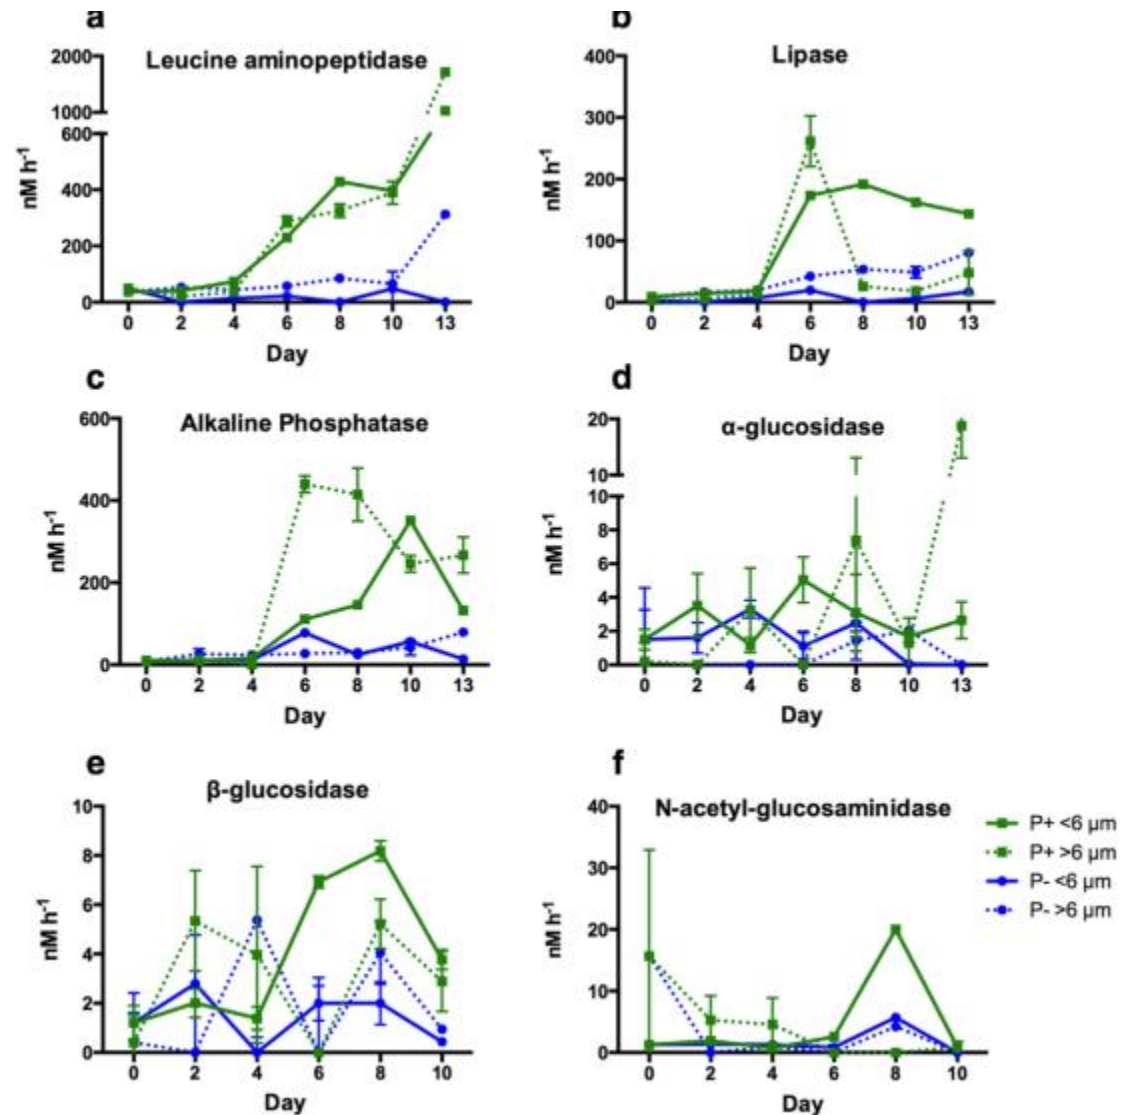 a
Leucine aminopeptidase
2000
1000
600
400
200
0
nM h-1
0 2 4 6 8 10 13
Day
b
Lipase
400
300
200
100
0
nM h-1
0 2 4 6 8 10 13
Day
c
Alkaline Phosphatase
600
400
200
0
nM h-1
0 2 4 6 8 10 13
Day
d
α-glucosidase
20
10
10
8
6
4
2
0
nM h-1
0 2 4 6 8 10 13
Day
e
β-glucosidase
10
8
6
4
2
0
nM h-1
0 2 4 6 8 10
Day
f
N-acetyl-glucosaminidase
40
30
20
10
0
nM h-1
0 2 4 6 8 10
Day
P+ <6 µm
P+ >6 µm
P- <6 µm
P- >6 µm